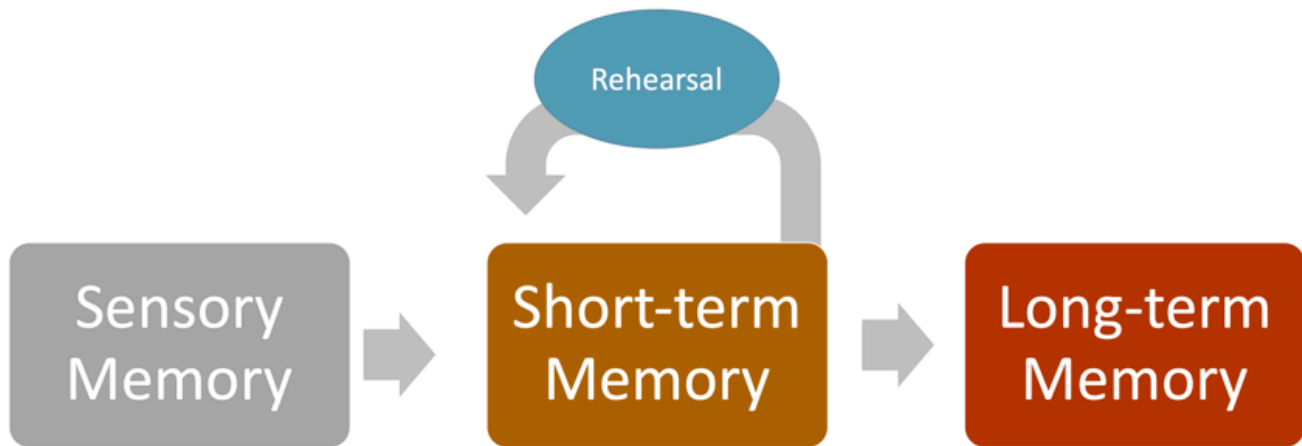 Rehearsal
Sensory
Memory
Short-term
Memory
Long-term
Memory